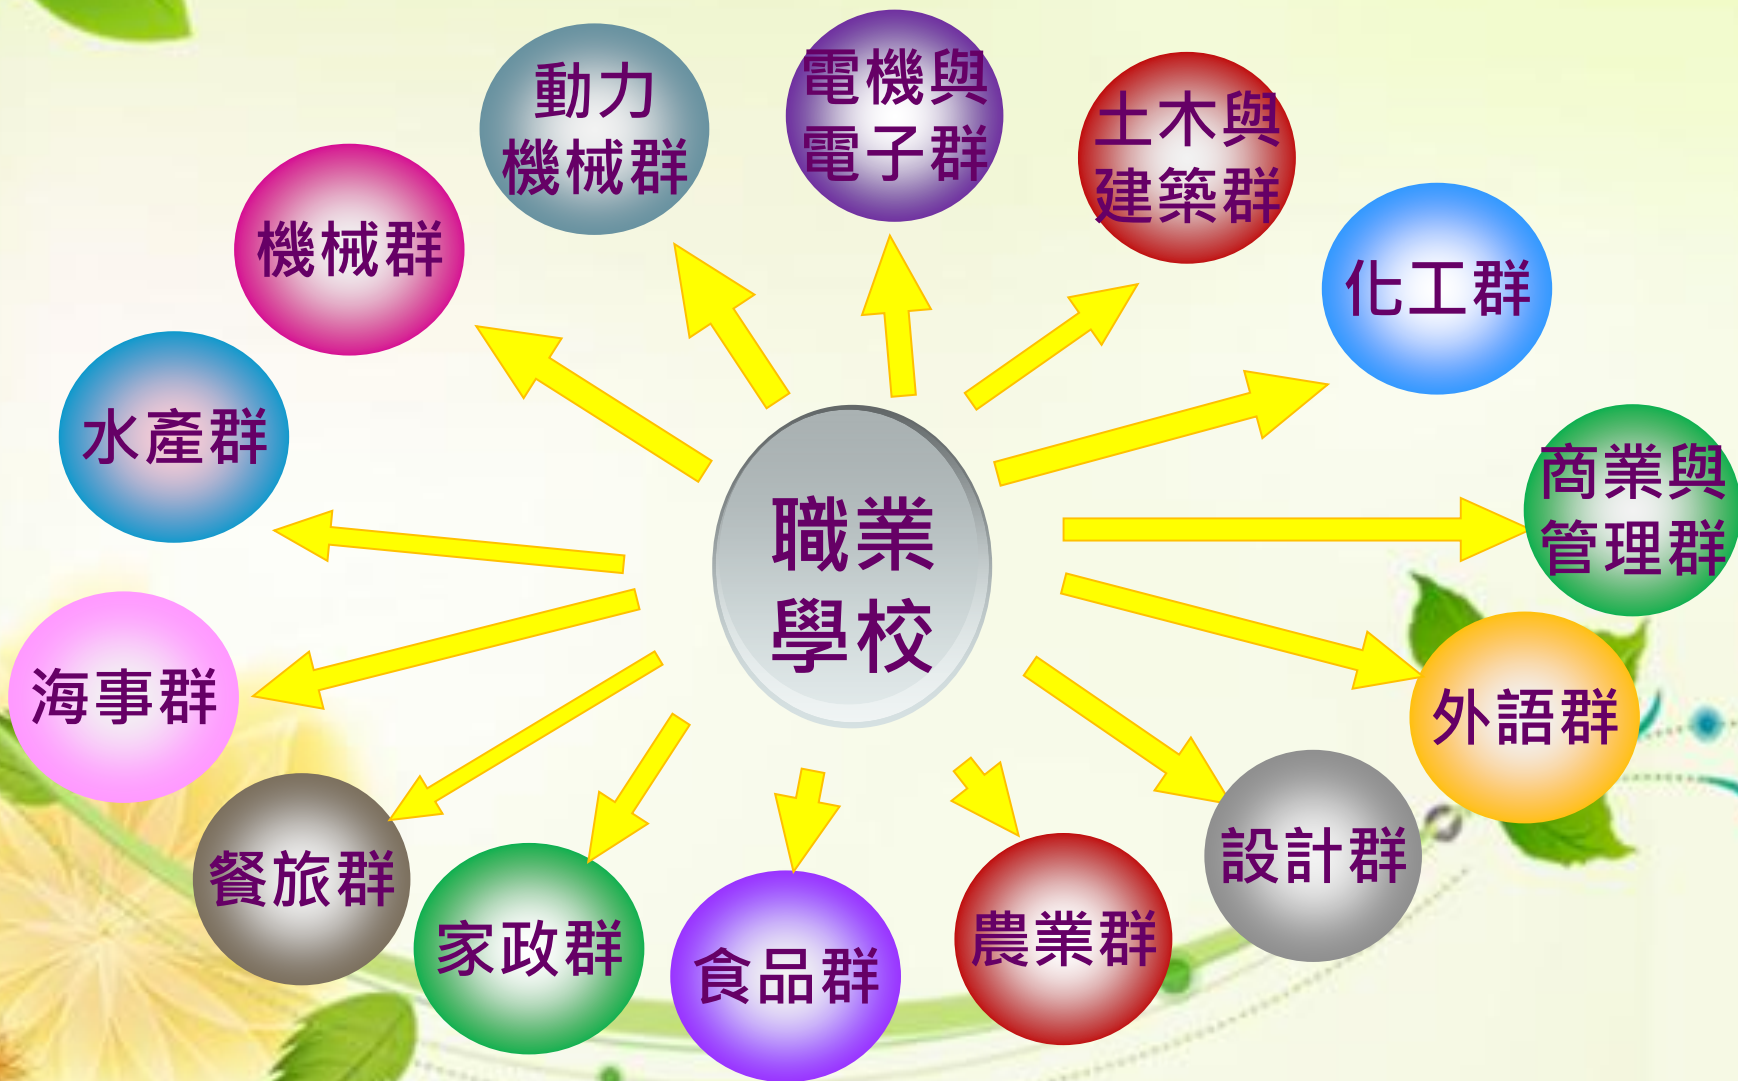 動力
機械群
電機與
電子群
土木與
建築群
機械群
化工群
水產群
商業與
管理群
職業
學校
海事群
外語群
餐旅群
設計群
家政群
食品群
農業群